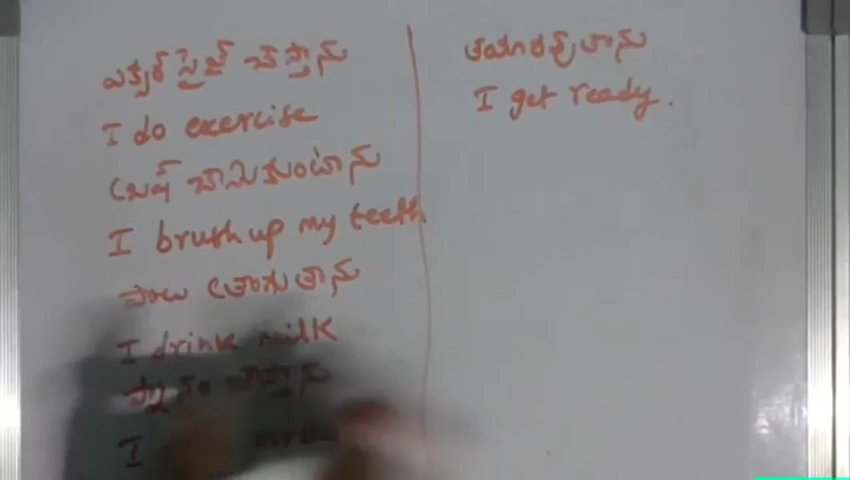 ఎక్సర్ సైజ్ చేస్తాను
I do exercise
బ్రష్ చేసుకుంటాను
I brush up my teeth
పాలు త్రాగుతాను
I drink milk
స్నానం చేస్తాను
I
తయారవుతాను
I get ready.